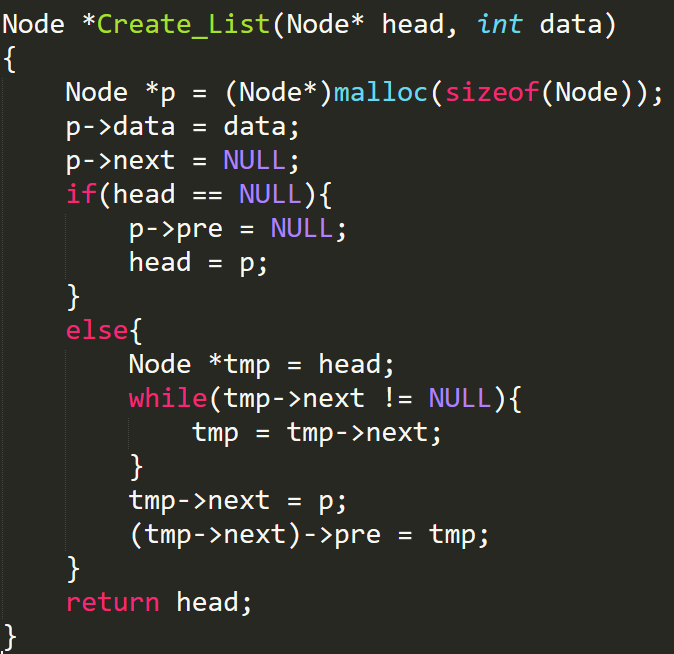 Node *Create_List(Node* head, int data)
{
    Node *p = (Node*)malloc(sizeof(Node));
    p->data = data;
    p->next = NULL;
    if(head == NULL){
        p->pre = NULL;
        head = p;
    }
    else{
        Node *tmp = head;
        while(tmp->next != NULL){
            tmp = tmp->next;
        }
        tmp->next = p;
        (tmp->next)->pre = tmp;
    }
    return head;
}